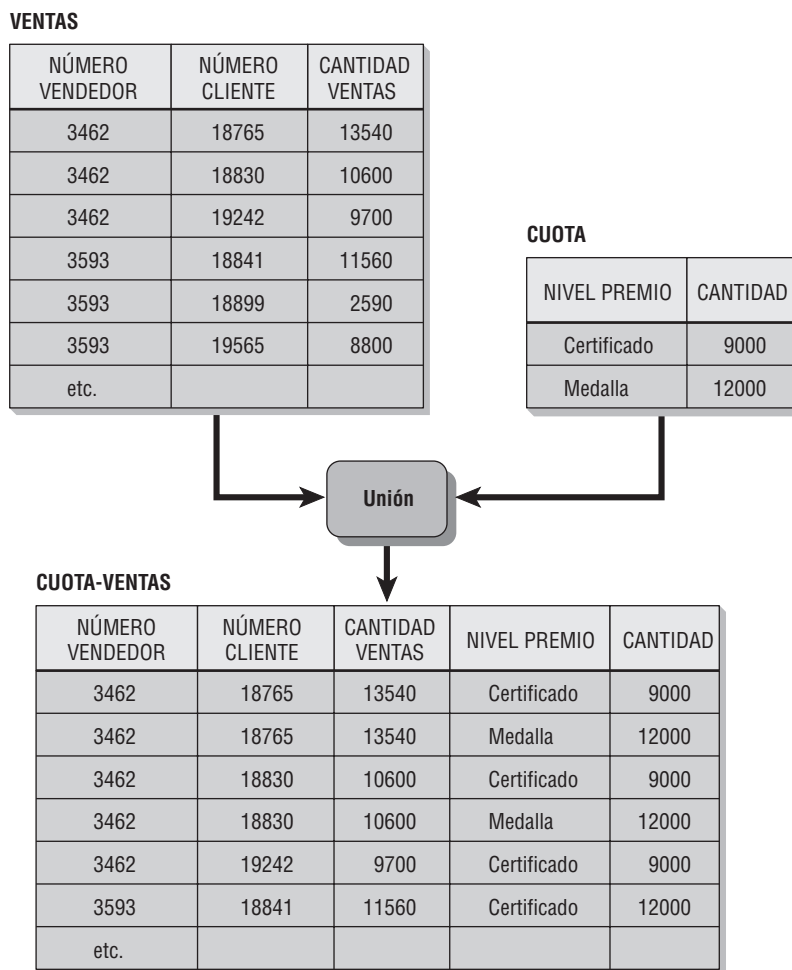 VENTAS
NÚMERO VENDEDOR NÚMERO CLIENTE CANTIDAD VENTAS
3462 18765 13540
3462 18830 10600
3462 19242 9700
3593 18841 11560
3593 18899 2590
3593 19565 8800
etc.
CUOTA
NIVEL PREMIO CANTIDAD
Certificado 9000
Medalla 12000
Unión
CUOTA-VENTAS
NÚMERO VENDEDOR NÚMERO CLIENTE CANTIDAD VENTAS NIVEL PREMIO CANTIDAD
3462 18765 13540 Certificado 9000
3462 18765 13540 Medalla 12000
3462 18830 10600 Certificado 9000
3462 18830 10600 Medalla 12000
3462 19242 9700 Certificado 9000
3593 18841 11560 Certificado 12000
etc.